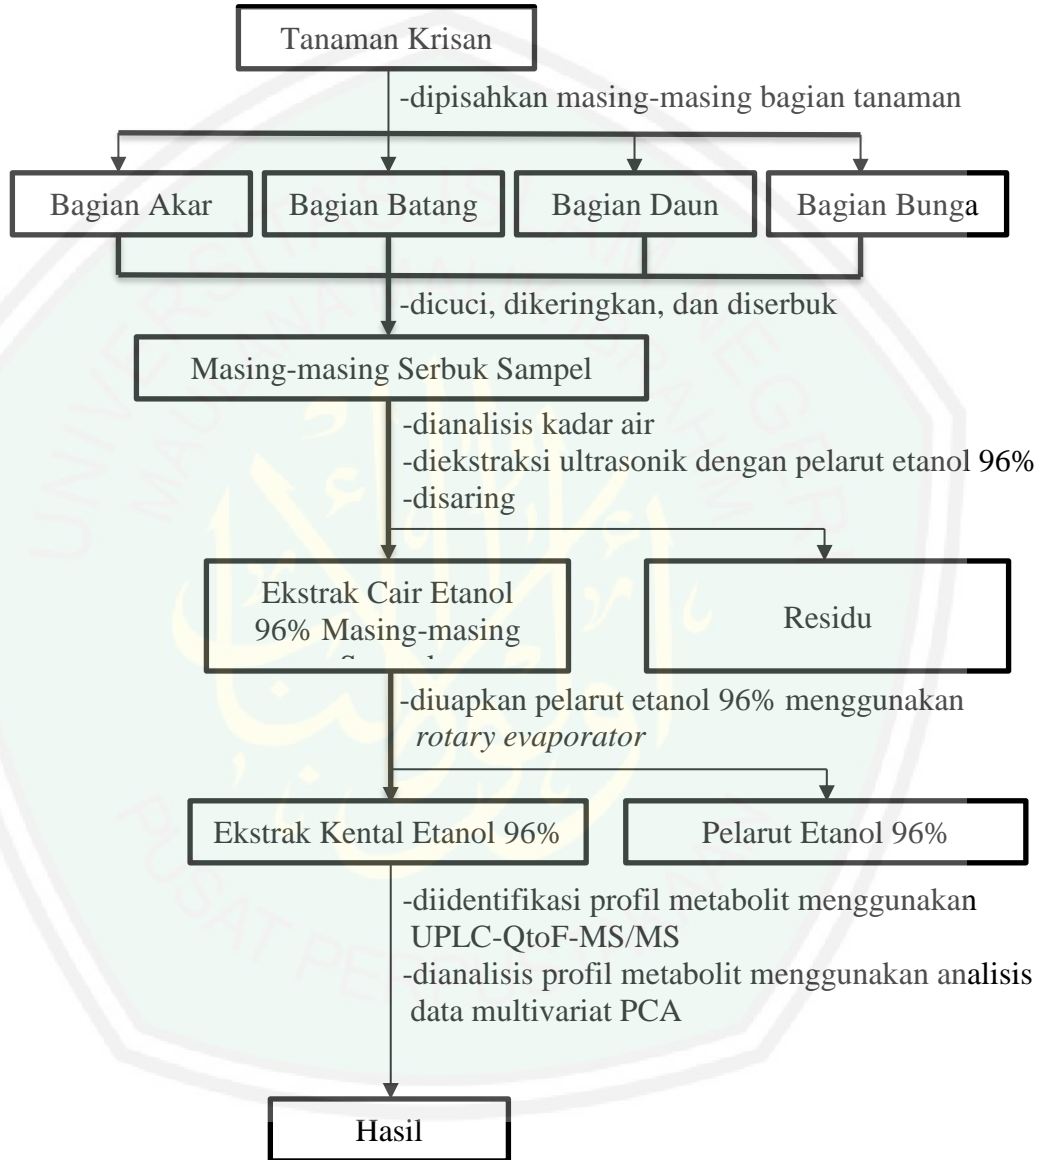 Tanaman Krisan
-dipisahkan masing-masing bagian tanaman
Bagian Akar
Bagian Batang
Bagian Daun
Bagian Bunga
-dicuci, dikeringkan, dan diserbuk
Masing-masing Serbuk Sampel
-dianalisis kadar air
-diekstraksi ultrasonik dengan pelarut etanol 96%
-disaring
Ekstrak Cair Etanol
96% Masing-masing
Residu
-diuapkan pelarut etanol 96% menggunakan
rotary evaporator
Ekstrak Kental Etanol 96%
Pelarut Etanol 96%
-diidentifikasi profil metabolit menggunakan
UPLC-QtoF-MS/MS
-dianalisis profil metabolit menggunakan analisis
data multivariat PCA
Hasil